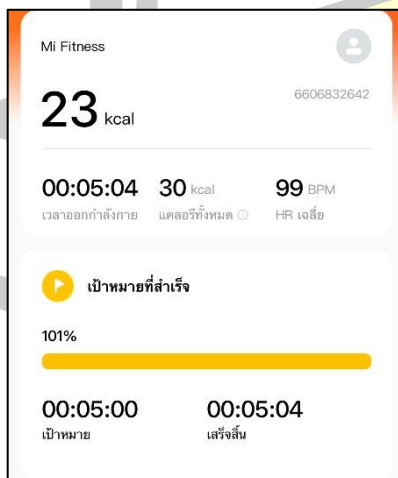 Mi Fitness
6606832642
23 kcal
00:05:04 30 kcal 99 BPM
เวลาออกกำลังกาย แคลอรีทั้งหมด HR เฉลี่ย
เป้าหมายที่สำเร็จ
101%
00:05:00 00:05:04
เป้าหมาย เสร็จสิ้น